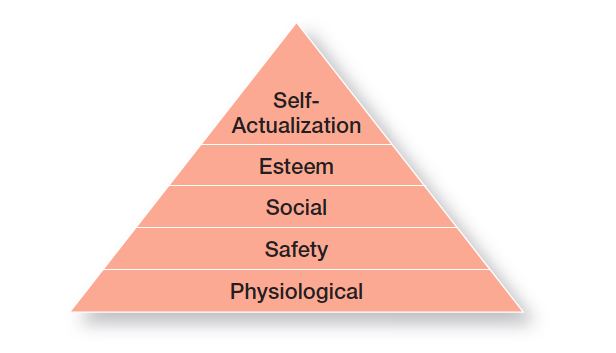 Self-
Actualization
Esteem
Social
Safety
Physiological